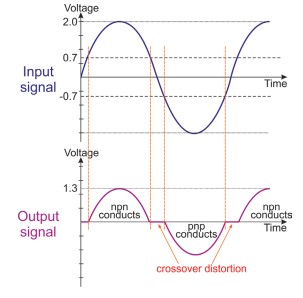 Voltage
2.0
0.7
Input
signal
Time
-0.7
Voltage
1.3
npn
conducts
npn
conducts
Output
signal
pnp
conducts
Time
crossover distortion